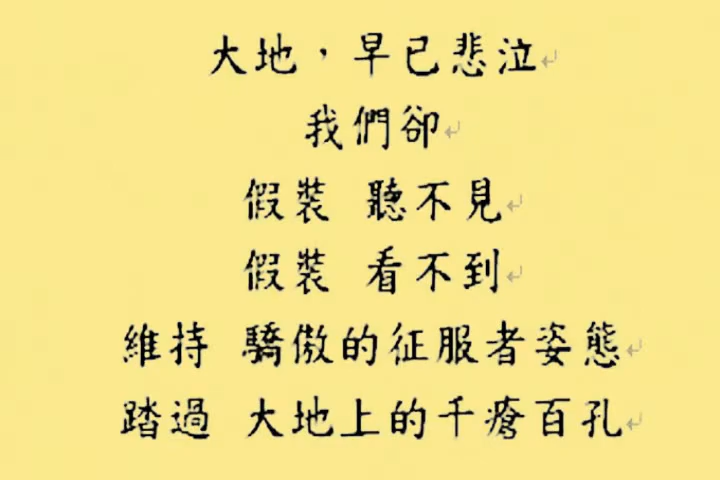 大地，早已悲泣
我們卻
假裝 聽不見
假裝 看不到
維持 驕傲的征服者姿態
踏過 大地上的千瘡百孔